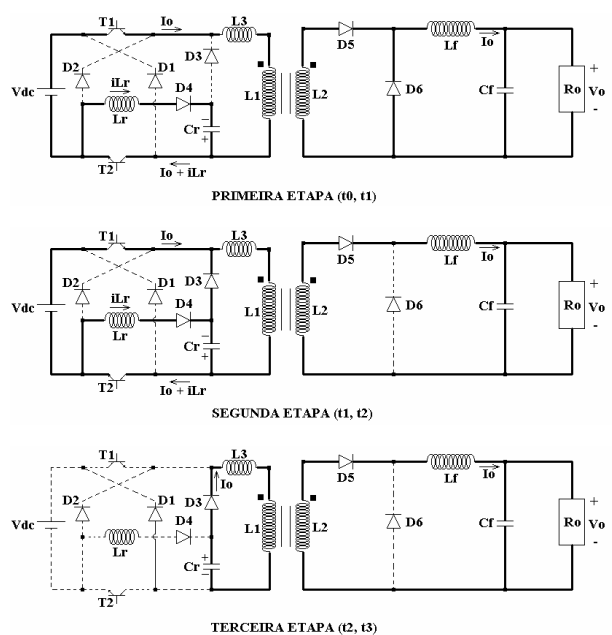 T1 Io L3
D3 D5 Lf Io
D2 D1
iLr D4
Vdc Lr L1 L2 D6 Cf Ro + Vo -
Cr − +
T2 Io + iLr
PRIMEIRA ETAPA (t0, t1)
T1 Io L3
D3 D5 Lf Io
D2 D1
iLr D4
Vdc Lr L1 L2 D6 Cf Ro + Vo -
Cr − +
T2 Io + iLr
SEGUNDA ETAPA (t1, t2)
T1 L3
Io D5 Lf Io
D2 D1 D3
D4
Vdc Lr L1 L2 D6 Cf Ro + Vo -
Cr + −
T2
TERCEIRA ETAPA (t2, t3)